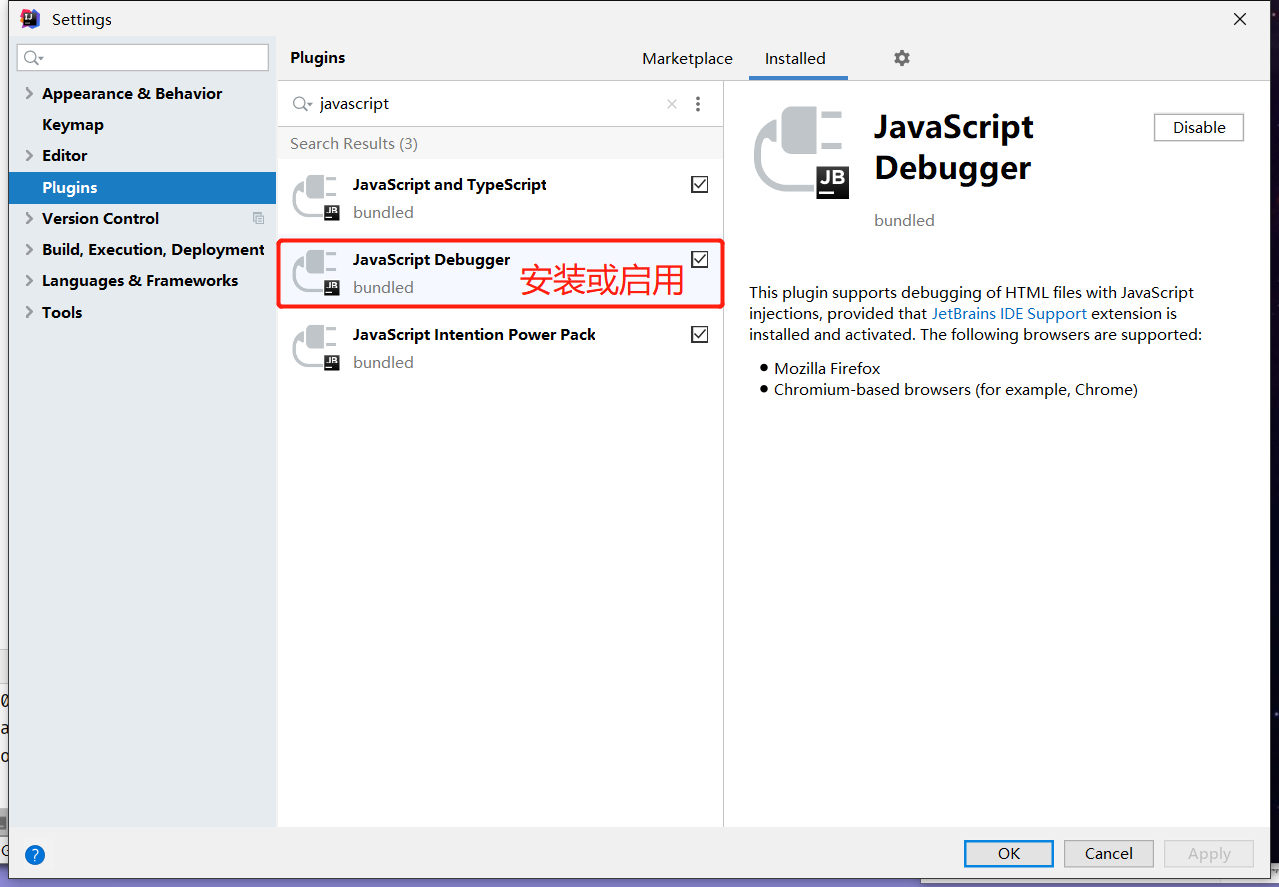 Settings
Plugins
Marketplace
Installed
Appearance & Behavior
Keymap
Editor
Plugins
Version Control
Build, Execution, Deployment
Languages & Frameworks
Tools
javascript
Search Results (3)
JavaScript and TypeScript
bundled
JavaScript Debugger
bundled
安装或启用
JavaScript Intention Power Pack
bundled
JavaScript
Debugger
Disable
bundled
This plugin supports debugging of HTML files with JavaScript
injections, provided that JetBrains IDE Support extension is
installed and activated. The following browsers are supported:
Mozilla Firefox
Chromium-based browsers (for example, Chrome)
OK
Cancel
Apply